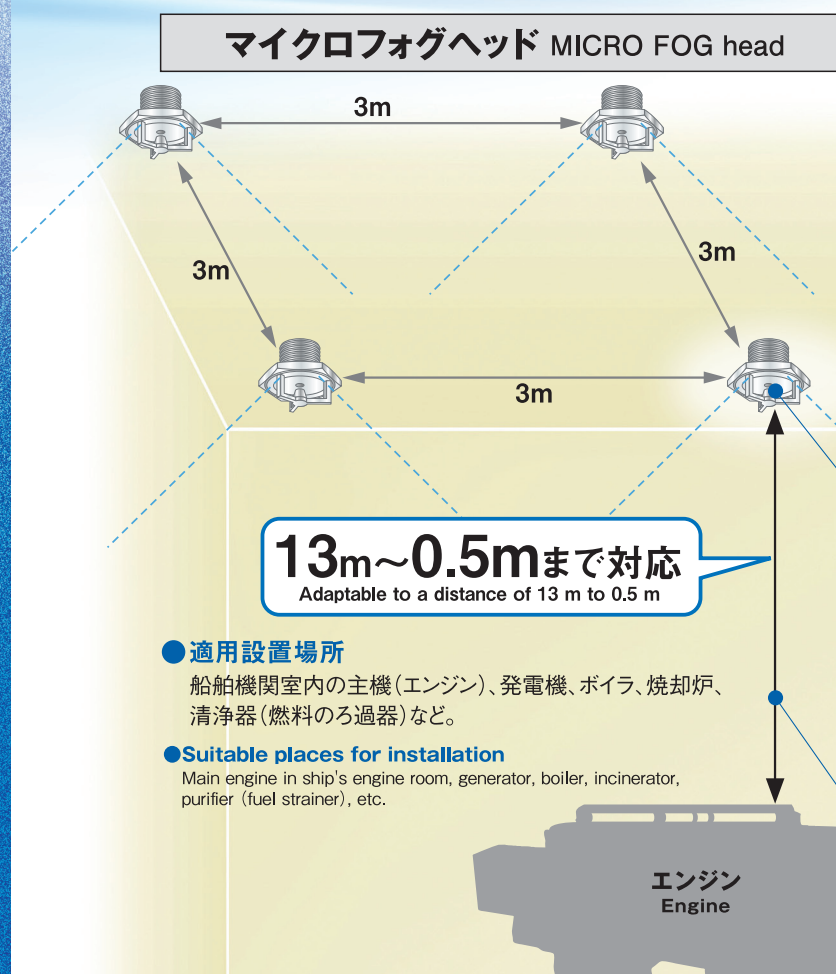 マイクロフォグヘッド MICRO FOG head
3m
3m
3m
3m
13m〜0.5mまで対応
Adaptable to a distance of 13 m to 0.5 m
●適用設置場所
船舶機関室内の主機(エンジン)、発電機、ボイラ、焼却炉、
清浄器(燃料のろ過器)など。
●Suitable places for installation
Main engine in ship's engine room, generator, boiler, incinerator,
purifier (fuel strainer), etc.
エンジン
Engine